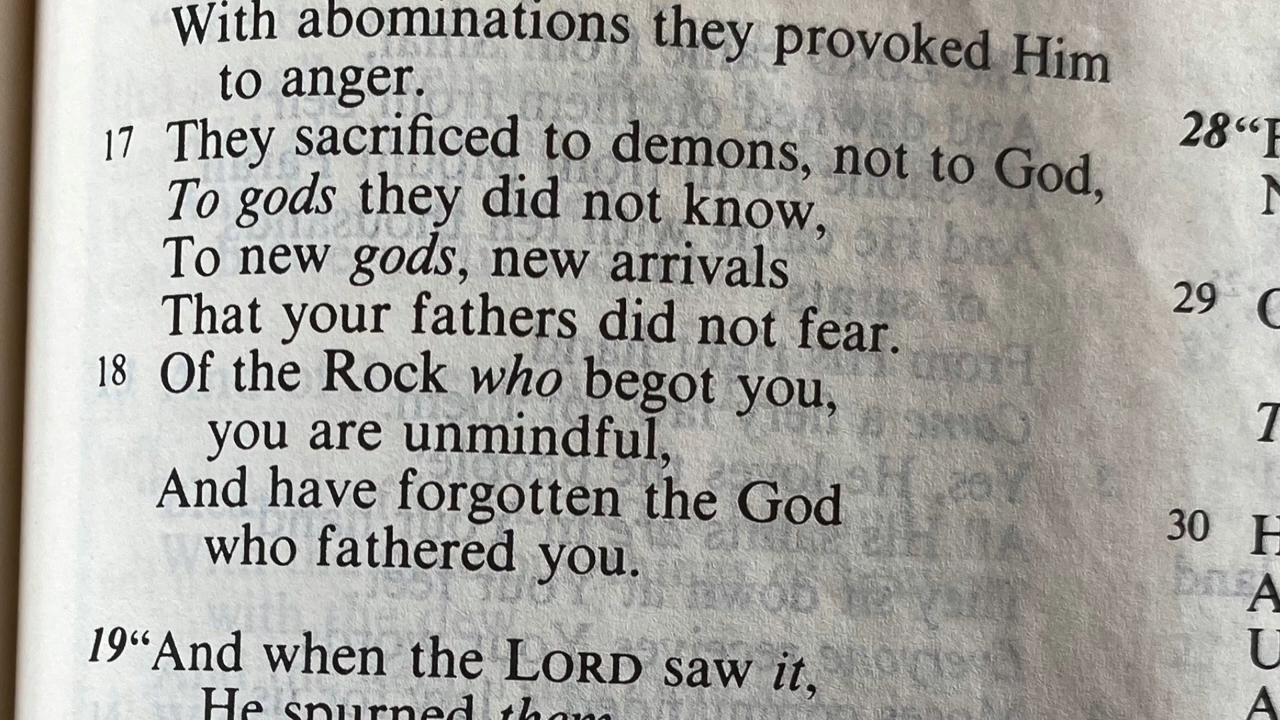 With abominations they provoked Him
to anger.
17 They sacrificed to demons, not to God,
To gods they did not know,
To new gods, new arrivals
That your fathers did not fear.
18 Of the Rock who begot you,
you are unmindful,
And have forgotten the God
who fathered you.
19 “And when the LORD saw it,
He spurned them
28 “
29
30